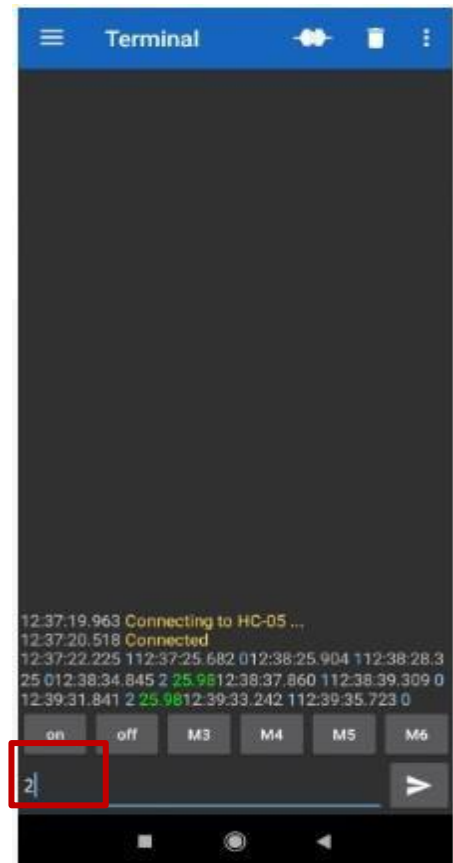 Terminal
12:37:19.963 Connecting to HC-05 ...
12:37:20.518 Connected
12:37:22.225 112:37:25.682 012:38:25.904 112:38:28.3
25 012:38:34.845 2 25.9812:38:37.860 112:38:39.309 0
12:39:31.841 2 25.9812:39:33.242 112:39:35.723 0
on off M3 M4 M5 M6
2